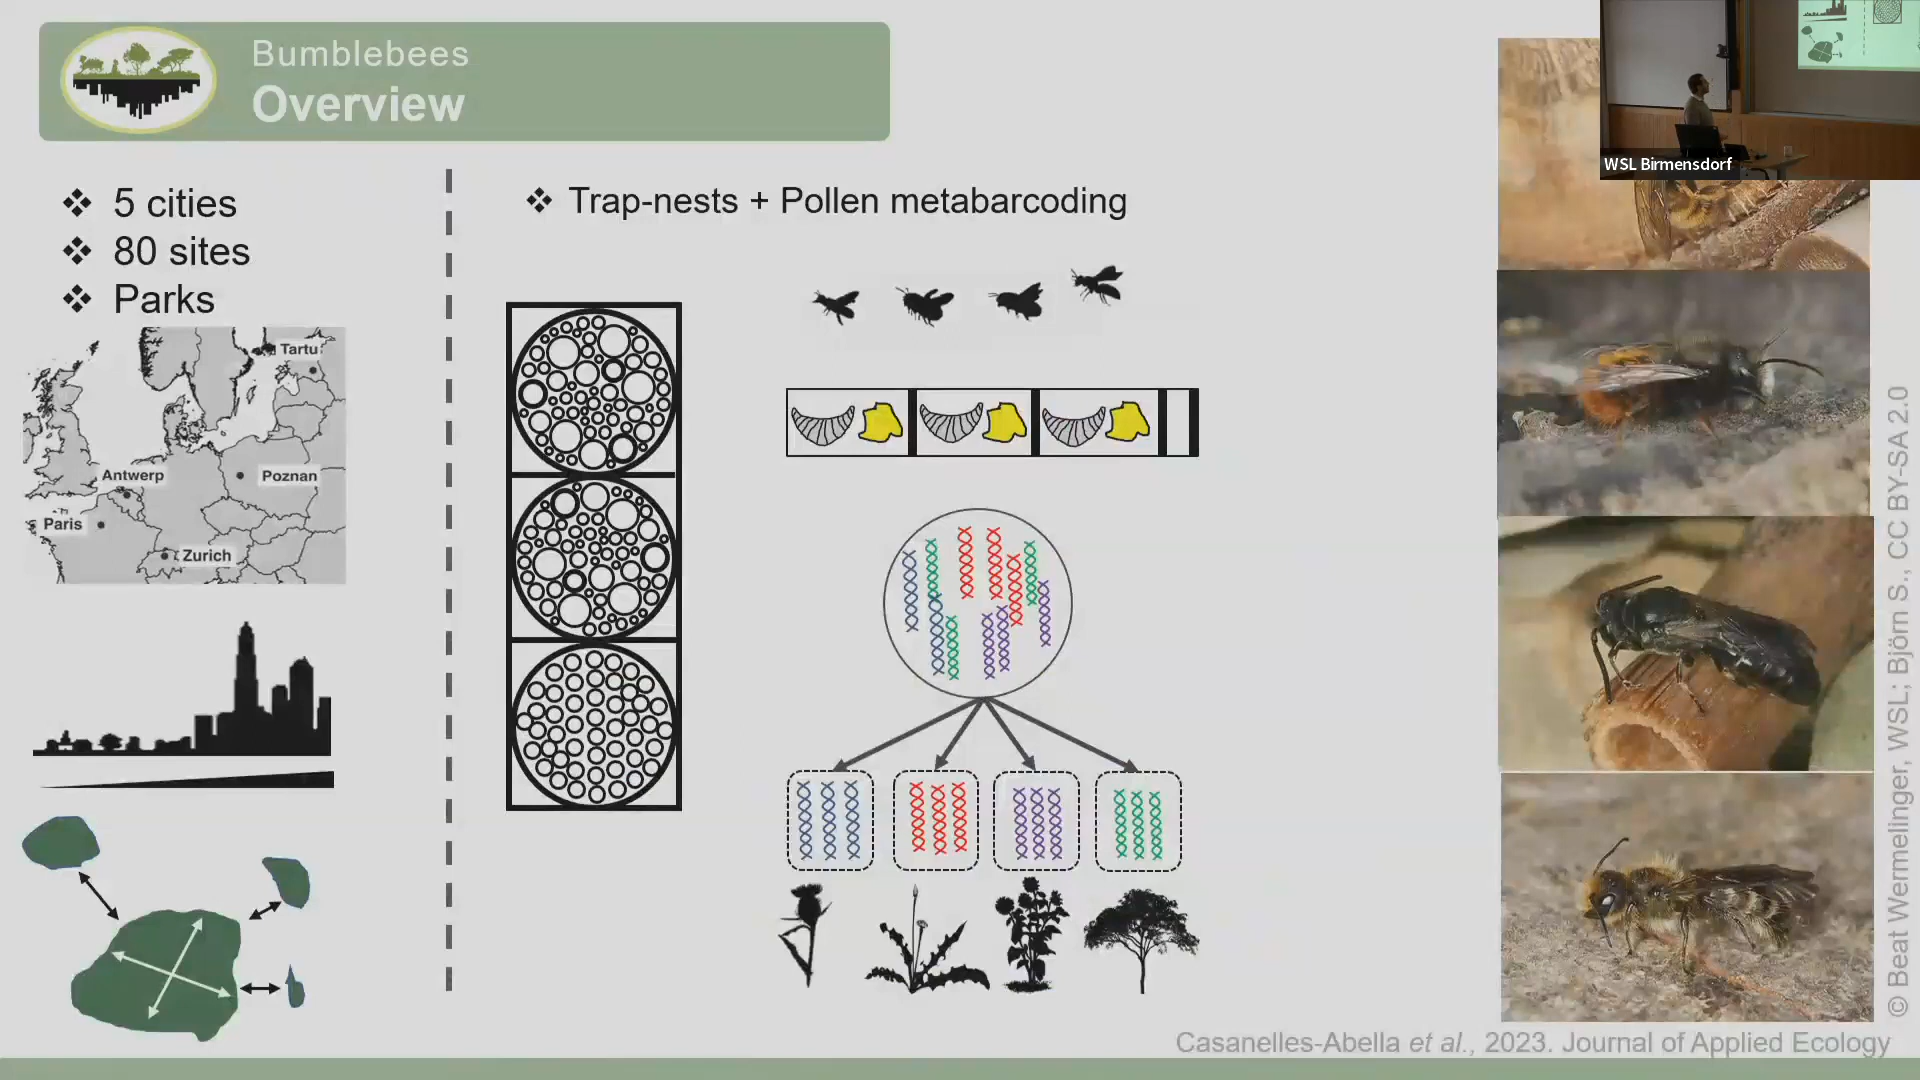 Bumblebees
Overview
WSL Birmensdorf
❖ 5 cities
❖ 80 sites
❖ Parks
❖ Trap-nests + Pollen metabarcoding
Tartu
Antwerp
Poznan
Paris
Zurich
© Beat Wermelinger, WSL; Björn S., CC BY-SA 2.0
Casanelles-Abella et al., 2023. Journal of Applied Ecology